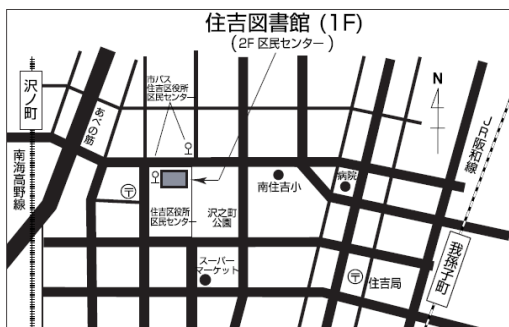 住吉図書館 (1F)
(2F 区民センター)
市バス
住吉区役所
区民センター
N
沢ノ町
あべの筋
JR阪和線
南海高野線
〒
住吉区役所
区民センター
沢之町
公園
南住吉小
病院
我孫子町
スーパー
マーケット
〒
住吉局